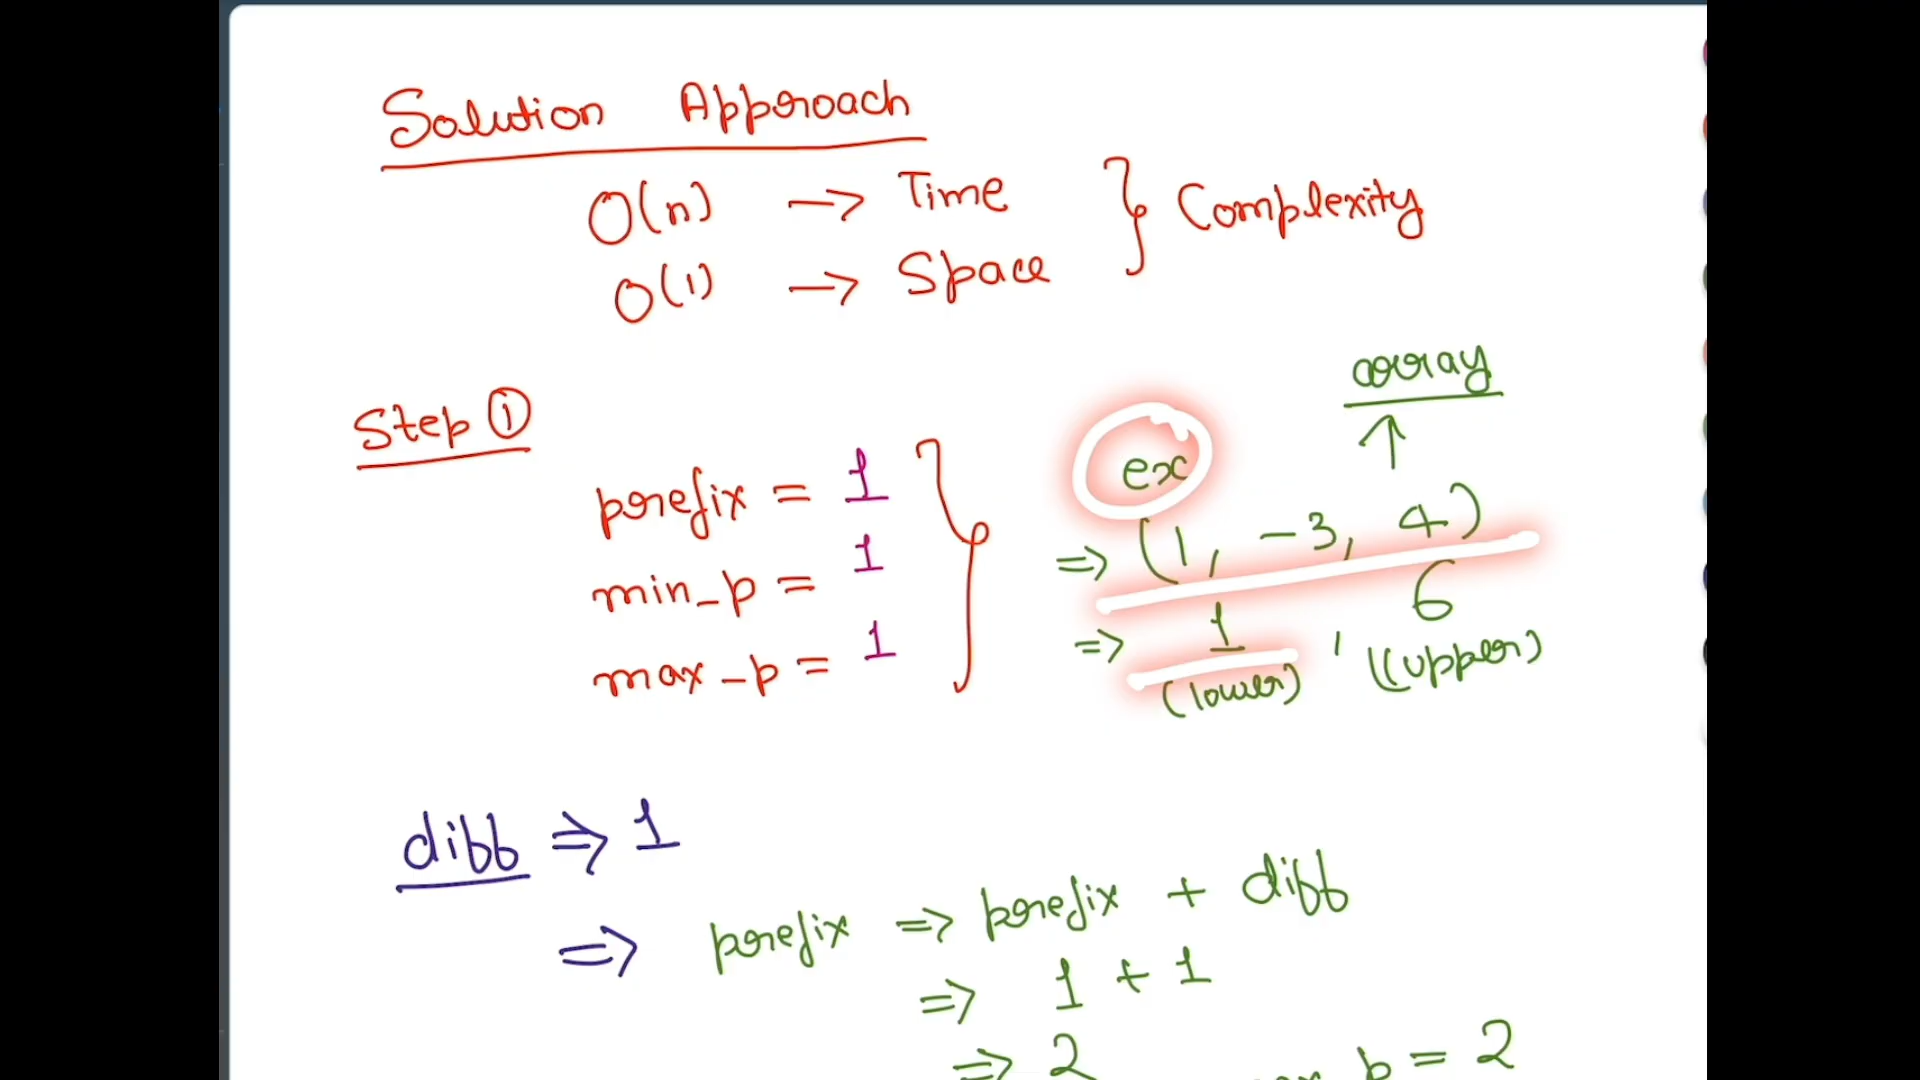 Solution Approach
O(n) → Time
O(1) → Space
} Complexity
array
↑
Step ①
ex
prefix = 1
min_p = 1
max_p = 1
⇒ (1, -3, 4)
⇒ 1 , 6
(lower) ((upper)
diff ⇒ 1
⇒ prefix ⇒ prefix + diff
⇒ 1 + 1
⇒ 2
p = 2